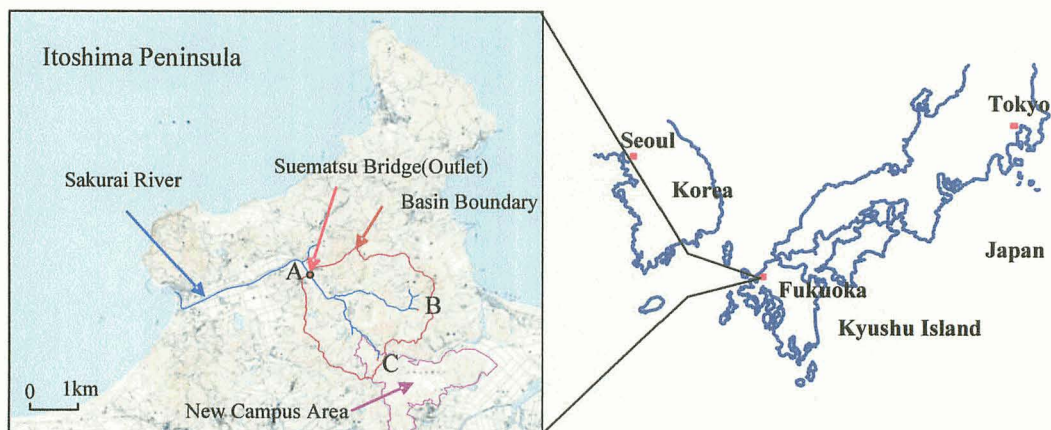 Itoshima Peninsula
Suematsu Bridge(Outlet)
Sakurai River
Basin Boundary
A
B
C
0 1km
New Campus Area
Tokyo
Seoul
Korea
Japan
Fukuoka
Kyushu Island